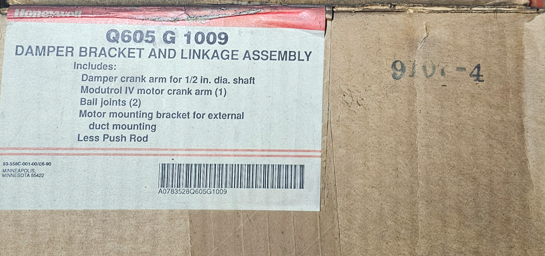 Honeywell
Q605 G 1009
DAMPER BRACKET AND LINKAGE ASSEMBLY
Includes:
Damper crank arm for 1/2 in. dia. shaft
Modutrol IV motor crank arm (1)
Ball joints (2)
Motor mounting bracket for external
duct mounting
Less Push Rod
MINNEAPOLIS,
MINNESOTA 55422
A0783528Q605G1009
-4